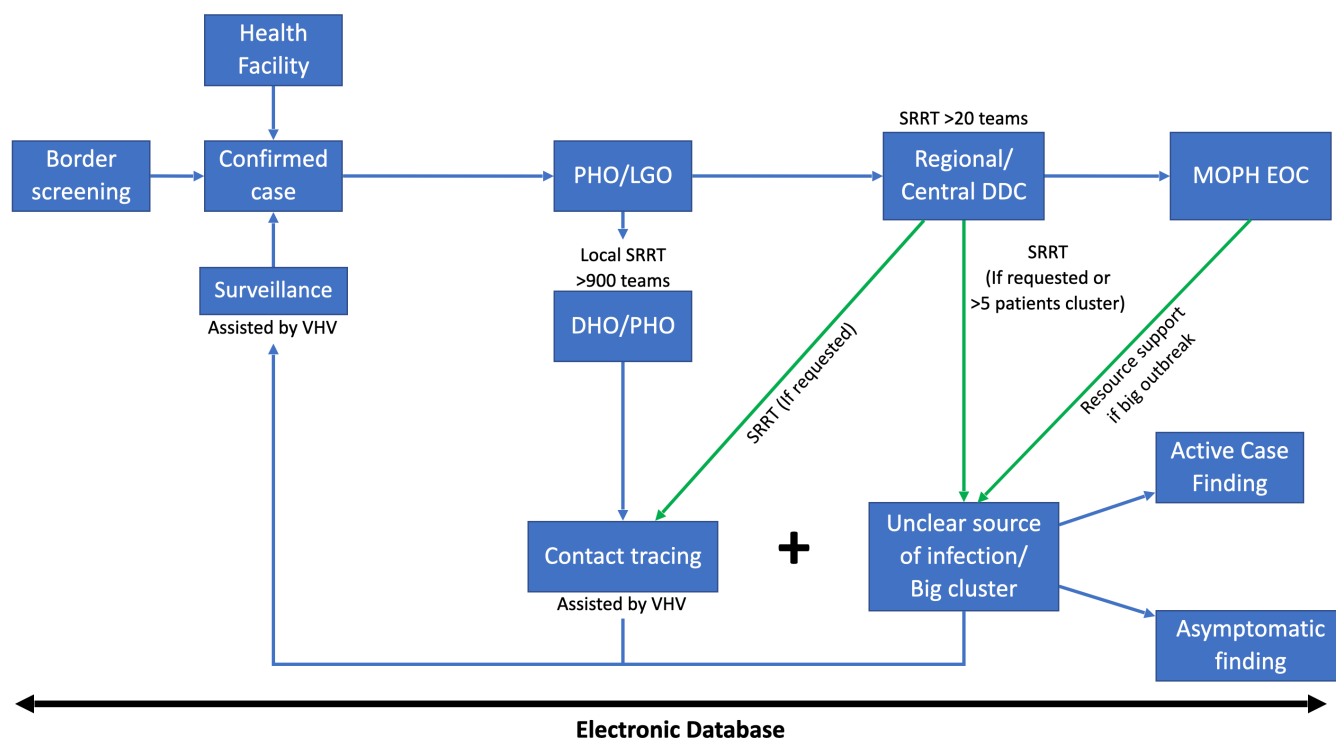 Health
Facility
Border
screening
Confirmed
case
PHO/LGO
SRRT >20 teams
Regional/
Central DDC
MOPH EOC
Surveillance
Assisted by VHV
Local SRRT
>900 teams
DHO/PHO
SRRT (If requested)
SRRT
(If requested or
>5 patients cluster)
Resource support
if big outbreak
Contact tracing
Assisted by VHV
+
Unclear source
of infection/
Big cluster
Active Case
Finding
Asymptomatic
finding
Electronic Database